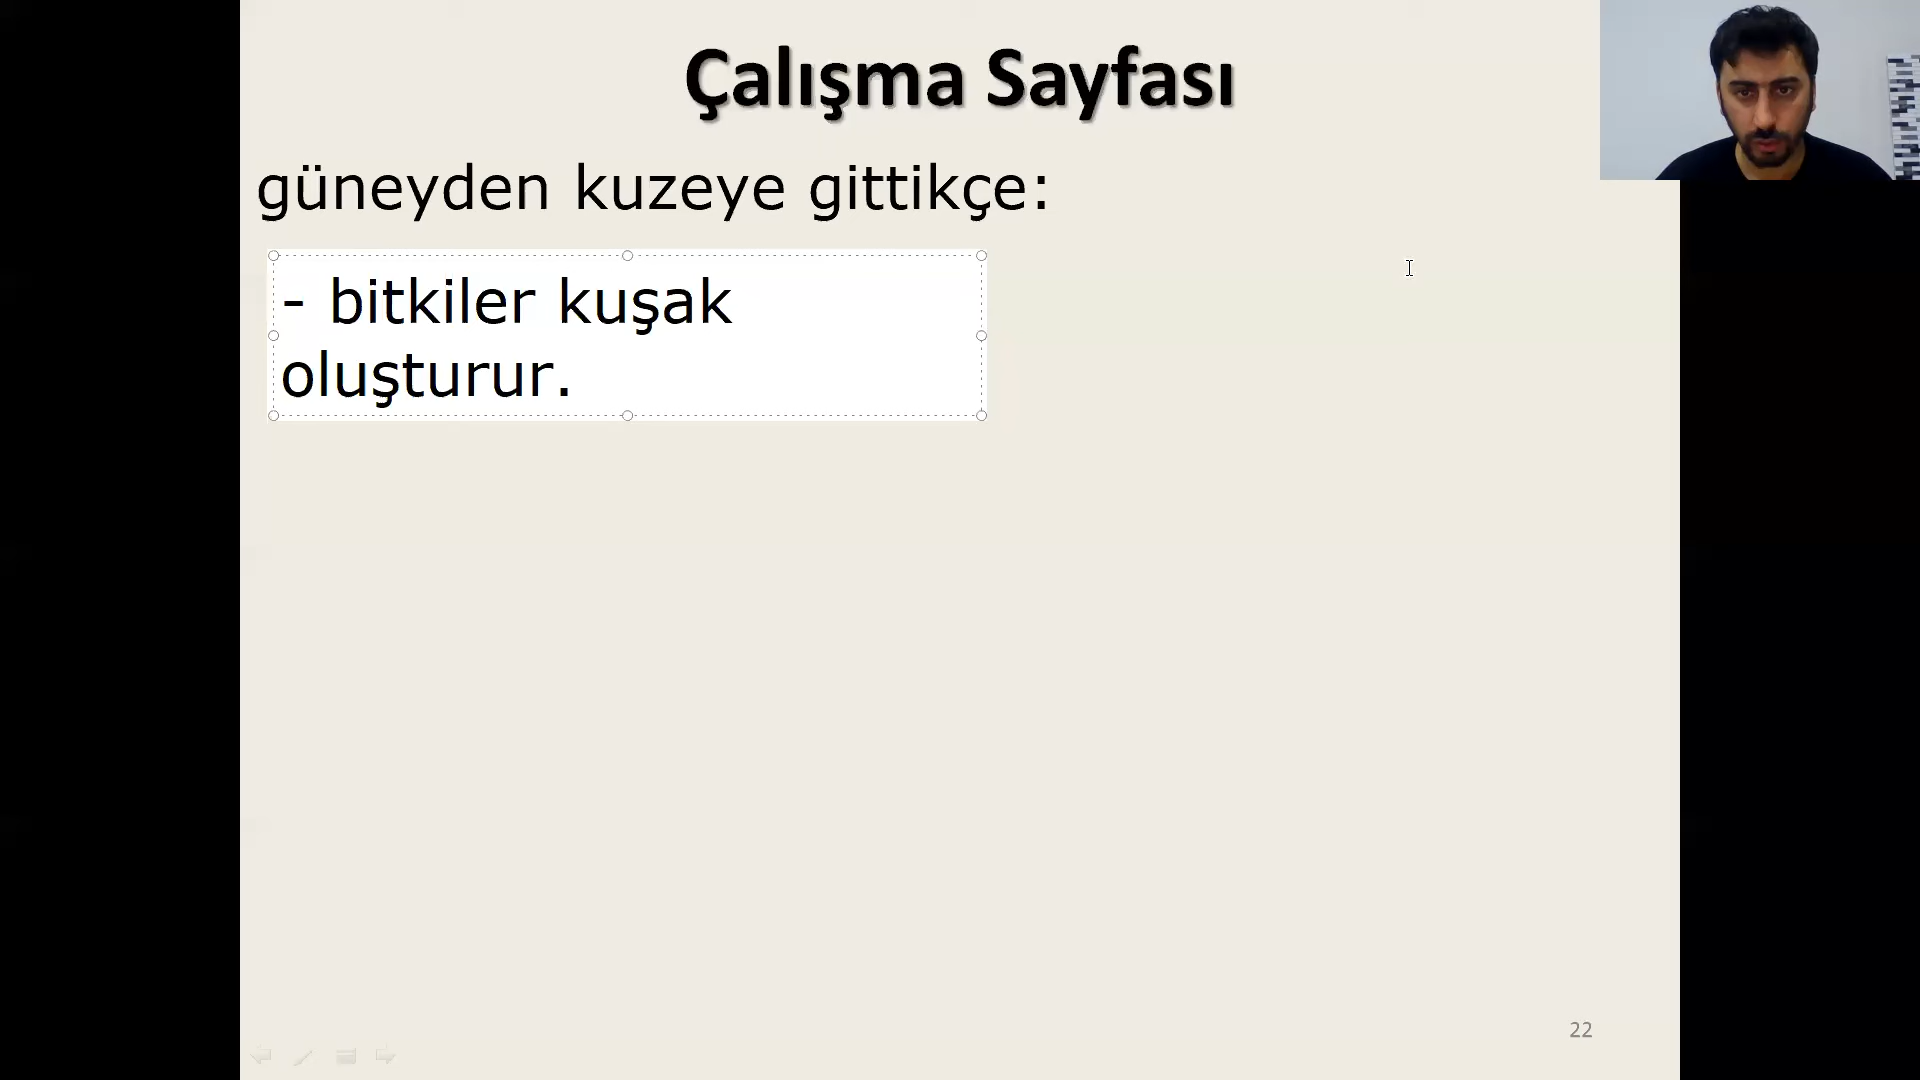 Çalışma Sayfası
güneyden kuzeye gittikçe:
- bitkiler kuşak
oluşturur.
22